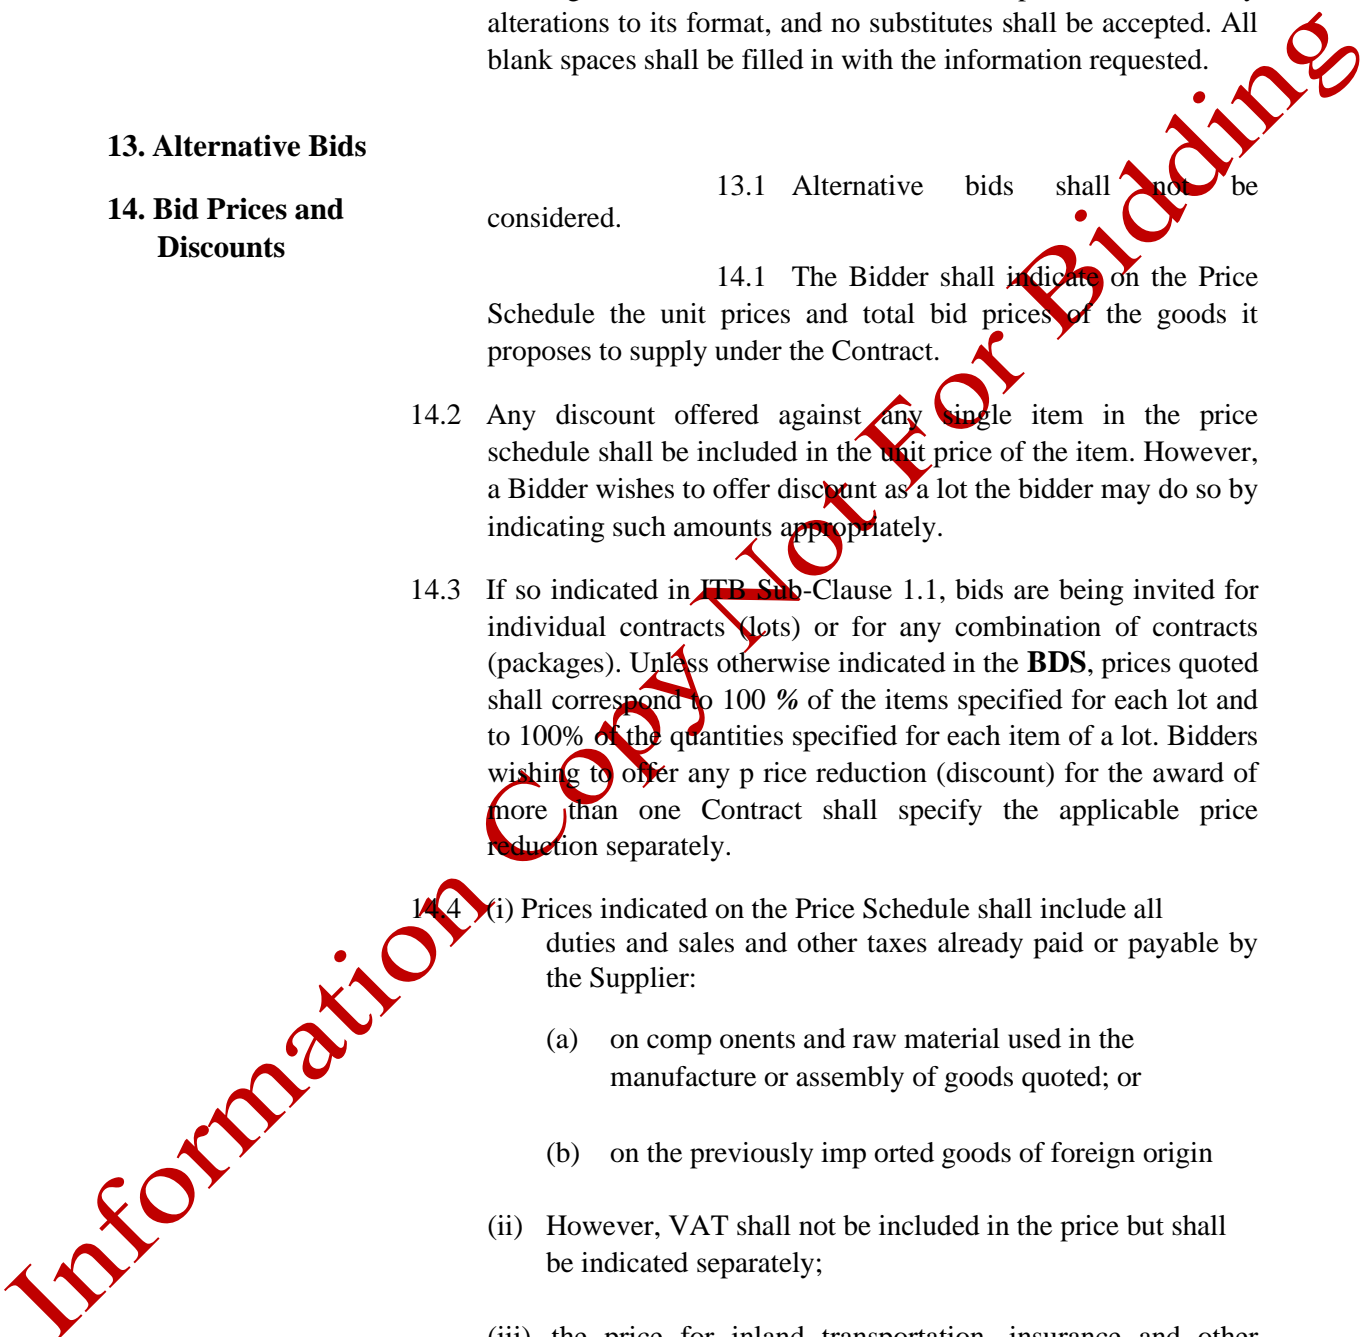 alterations to its format, and no substitutes shall be accepted. All
blank spaces shall be filled in with the information requested.
13. Alternative Bids
13.1 Alternative bids shall not be
considered.
14. Bid Prices and
Discounts
14.1 The Bidder shall indicate on the Price
Schedule the unit prices and total bid prices of the goods it
proposes to supply under the Contract.
14.2 Any discount offered against any single item in the price
schedule shall be included in the unit price of the item. However,
a Bidder wishes to offer discount as a lot the bidder may do so by
indicating such amounts appropriately.
14.3 If so indicated in ITB Sub-Clause 1.1, bids are being invited for
individual contracts (lots) or for any combination of contracts
(packages). Unless otherwise indicated in the BDS, prices quoted
shall correspond to 100 % of the items specified for each lot and
to 100% of the quantities specified for each item of a lot. Bidders
wishing to offer any p rice reduction (discount) for the award of
more than one Contract shall specify the applicable price
reduction separately.
14.4 (i) Prices indicated on the Price Schedule shall include all
duties and sales and other taxes already paid or payable by
the Supplier:
(a) on comp onents and raw material used in the
manufacture or assembly of goods quoted; or
(b) on the previously imp orted goods of foreign origin
(ii) However, VAT shall not be included in the price but shall
be indicated separately;
(iii) the price for inland transportation, insurance and other
Information Copy Not For Bidding